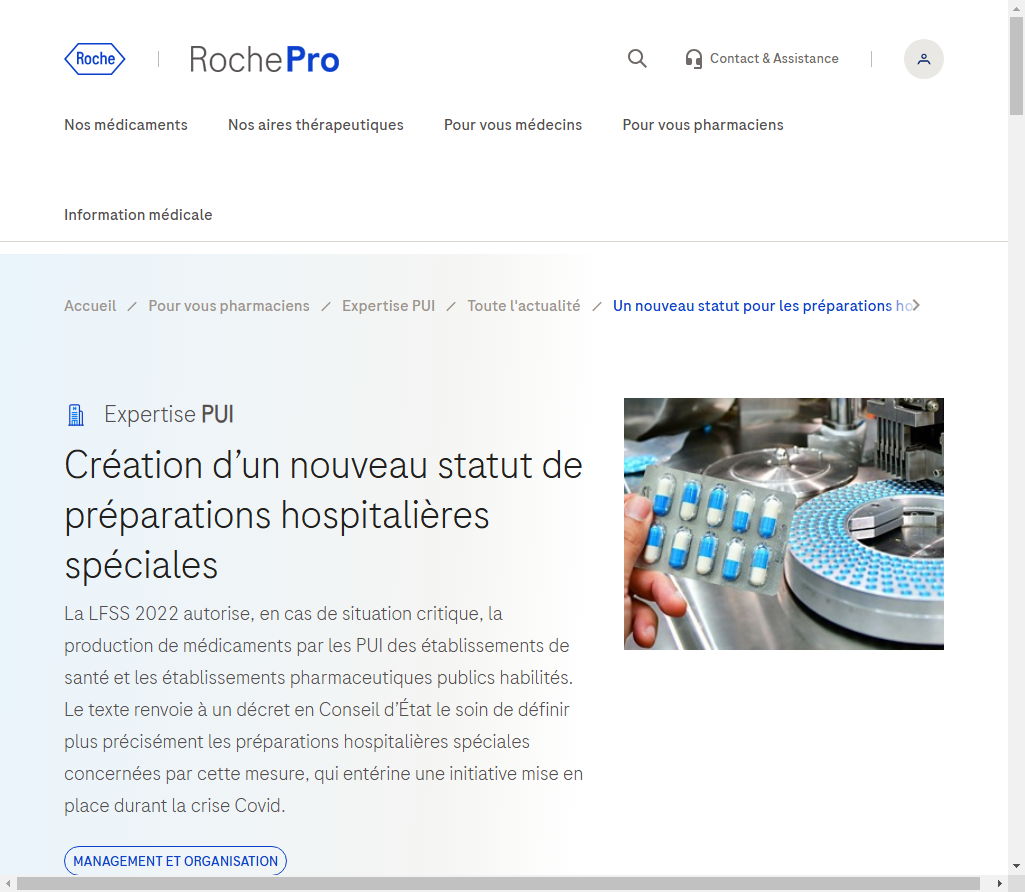 Roche
RochePro
Contact & Assistance
Nos médicaments
Nos aires thérapeutiques
Pour vous médecins
Pour vous pharmaciens
Information médicale
Accueil / Pour vous pharmaciens / Expertise PUI / Toute l'actualité / Un nouveau statut pour les préparations ho
Expertise PUI
Création d’un nouveau statut de
préparations hospitalières
spéciales
La LFSS 2022 autorise, en cas de situation critique, la
production de médicaments par les PUI des établissements de
santé et les établissements pharmaceutiques publics habilités.
Le texte renvoie à un décret en Conseil d’État le soin de définir
plus précisément les préparations hospitalières spéciales
concernées par cette mesure, qui entérine une initiative mise en
place durant la crise Covid.
MANAGEMENT ET ORGANISATION